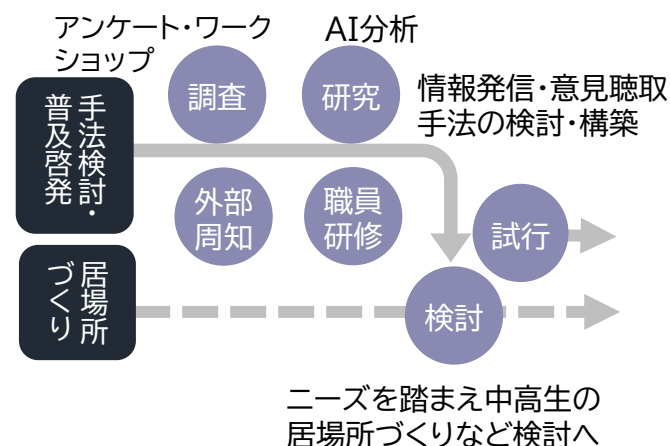 アンケート・ワーク
ショップ
AI分析
調査
研究
情報発信・意見聴取
手法の検討・構築
手法検討・
普及啓発
外部
周知
職員
研修
試行
居場所
づくり
検討
ニーズを踏まえ中高生の
居場所づくりなど検討へ